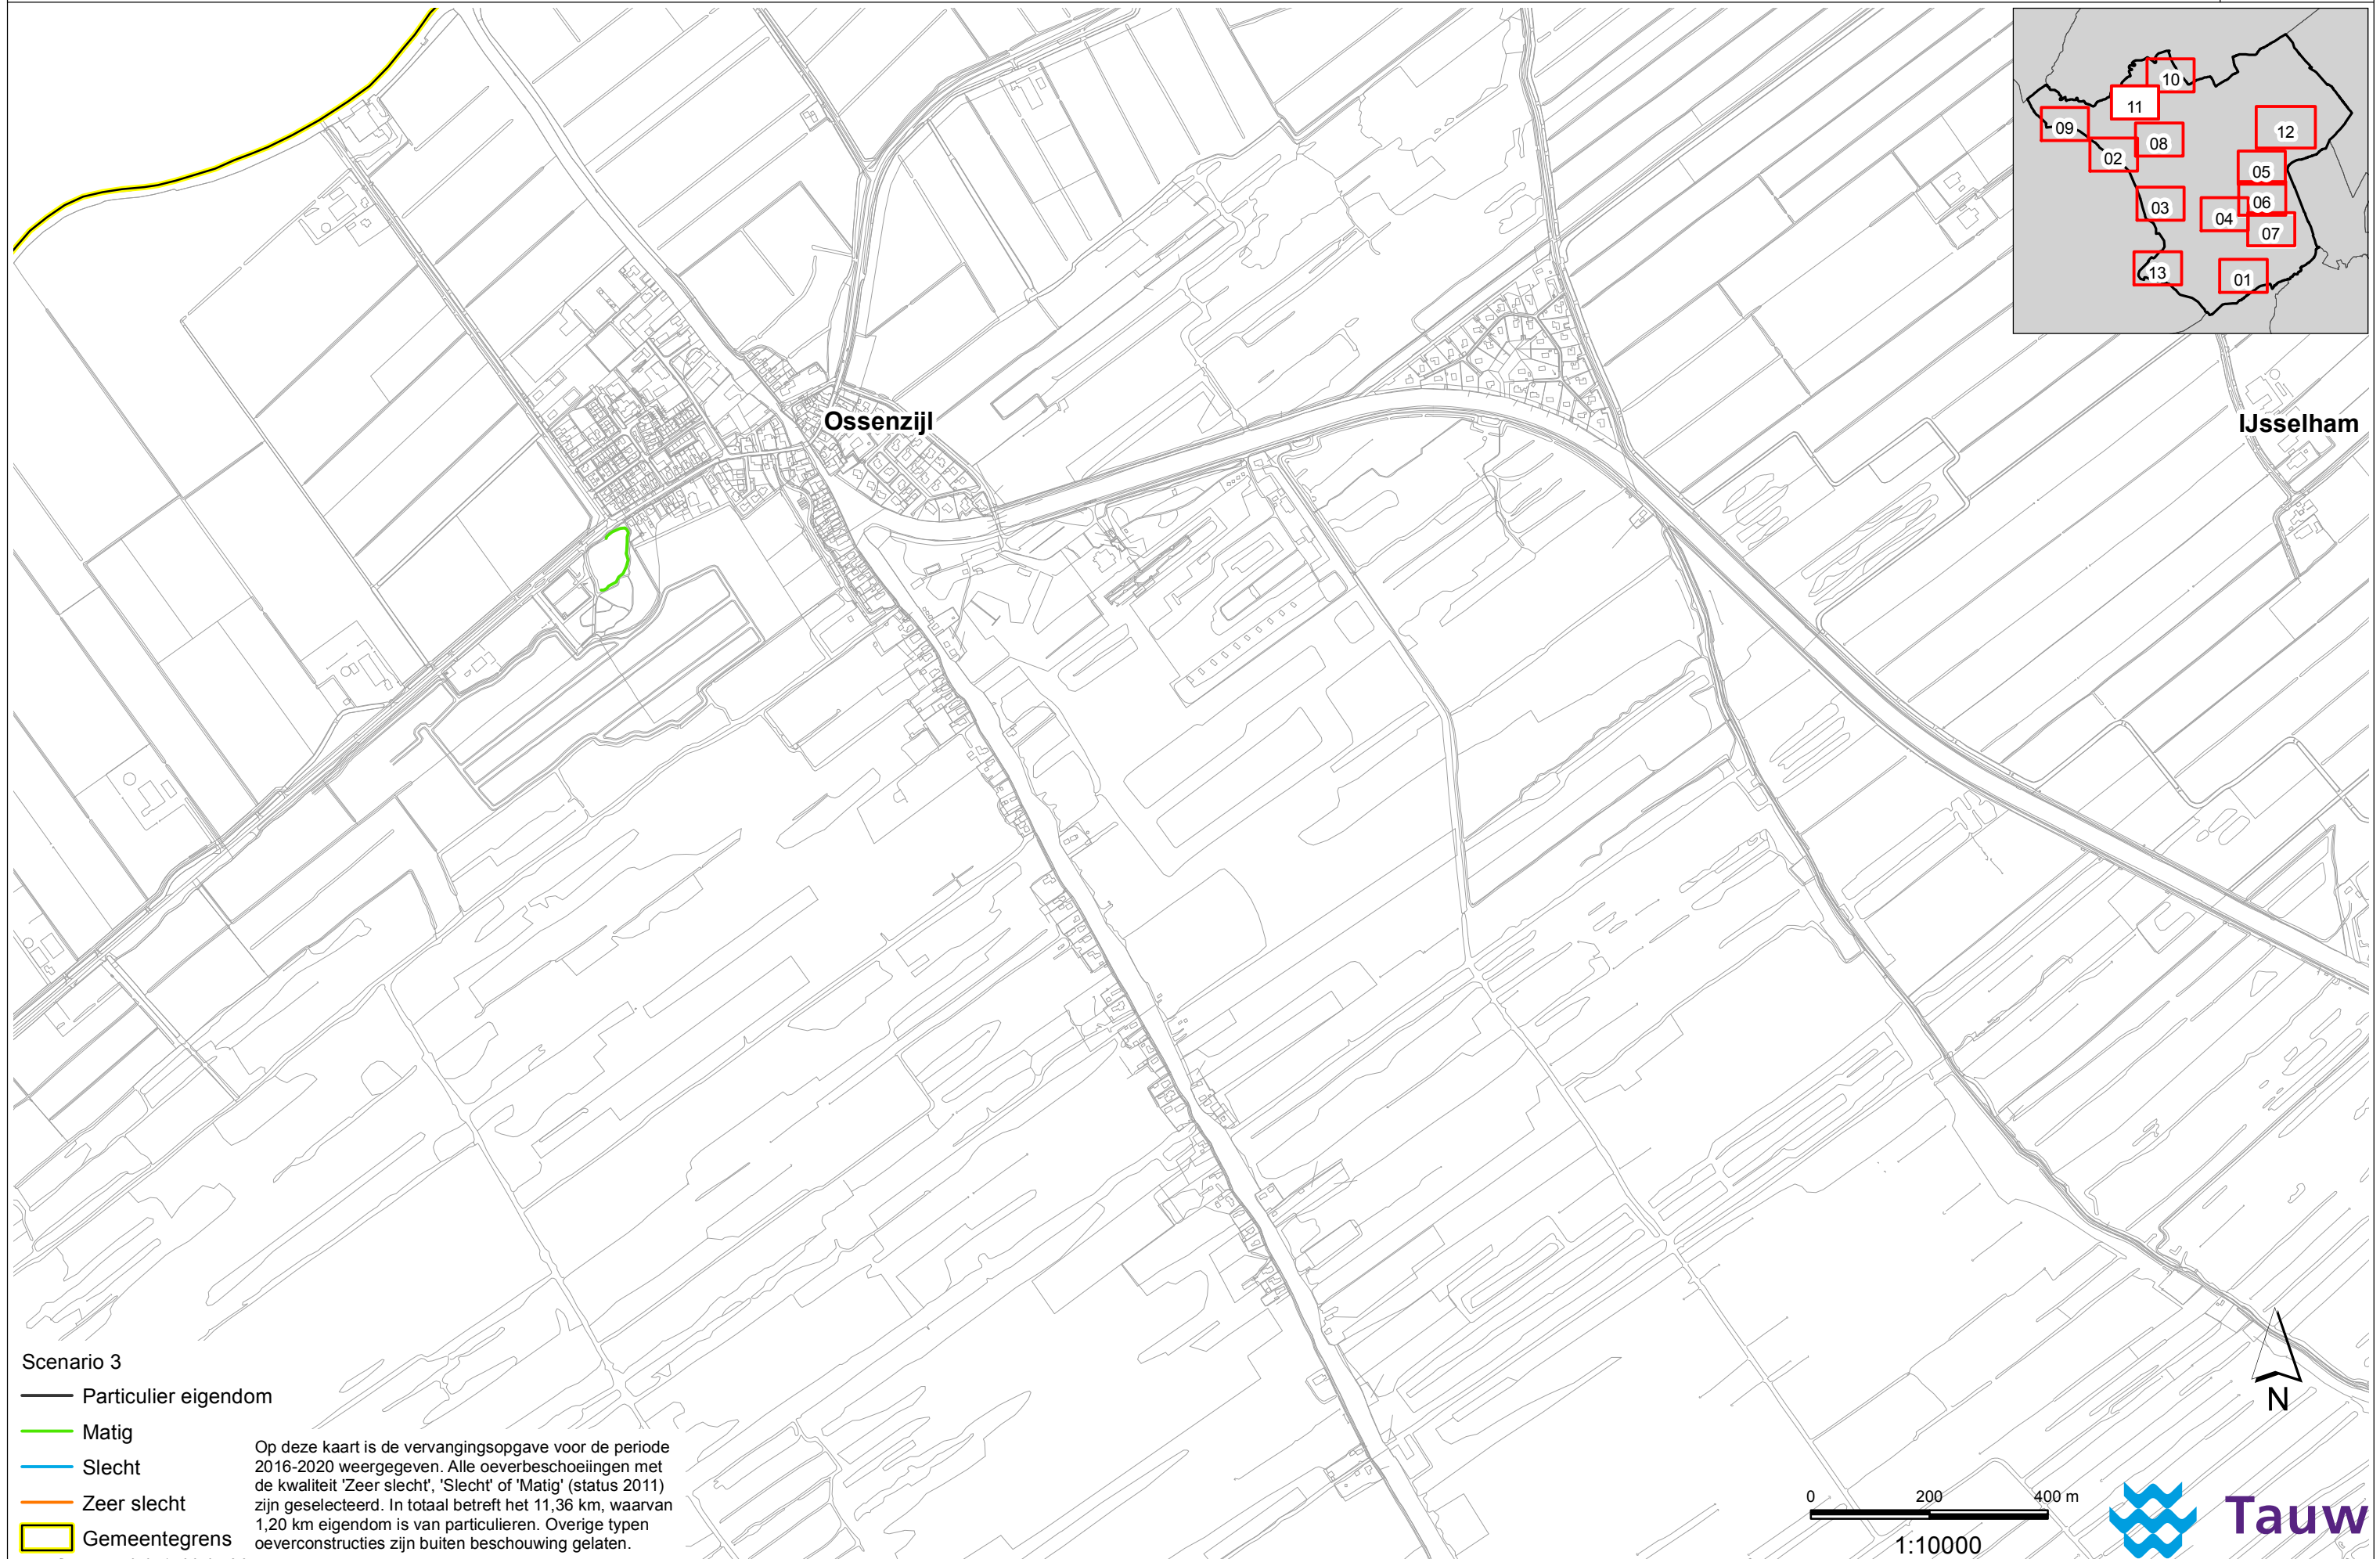 10
11
09
12
08
02
05
03
06
04
07
13
01
Ossenzijl
IJsselham
Scenario 3
Particulier eigendom
Matig
Slecht
Zeer slecht
Gemeentegrens
Op deze kaart is de vervangingsopgave voor de periode
2016-2020 weergegeven. Alle oeverbeschoeiingen met
de kwaliteit 'Zeer slecht', 'Slecht' of 'Matig' (status 2011)
zijn geselecteerd. In totaal betreft het 11,36 km, waarvan
1,20 km eigendom is van particulieren. Overige typen
oeverconstructies zijn buiten beschouwing gelaten.
N
0 200 400 m
1:10000
Tauw